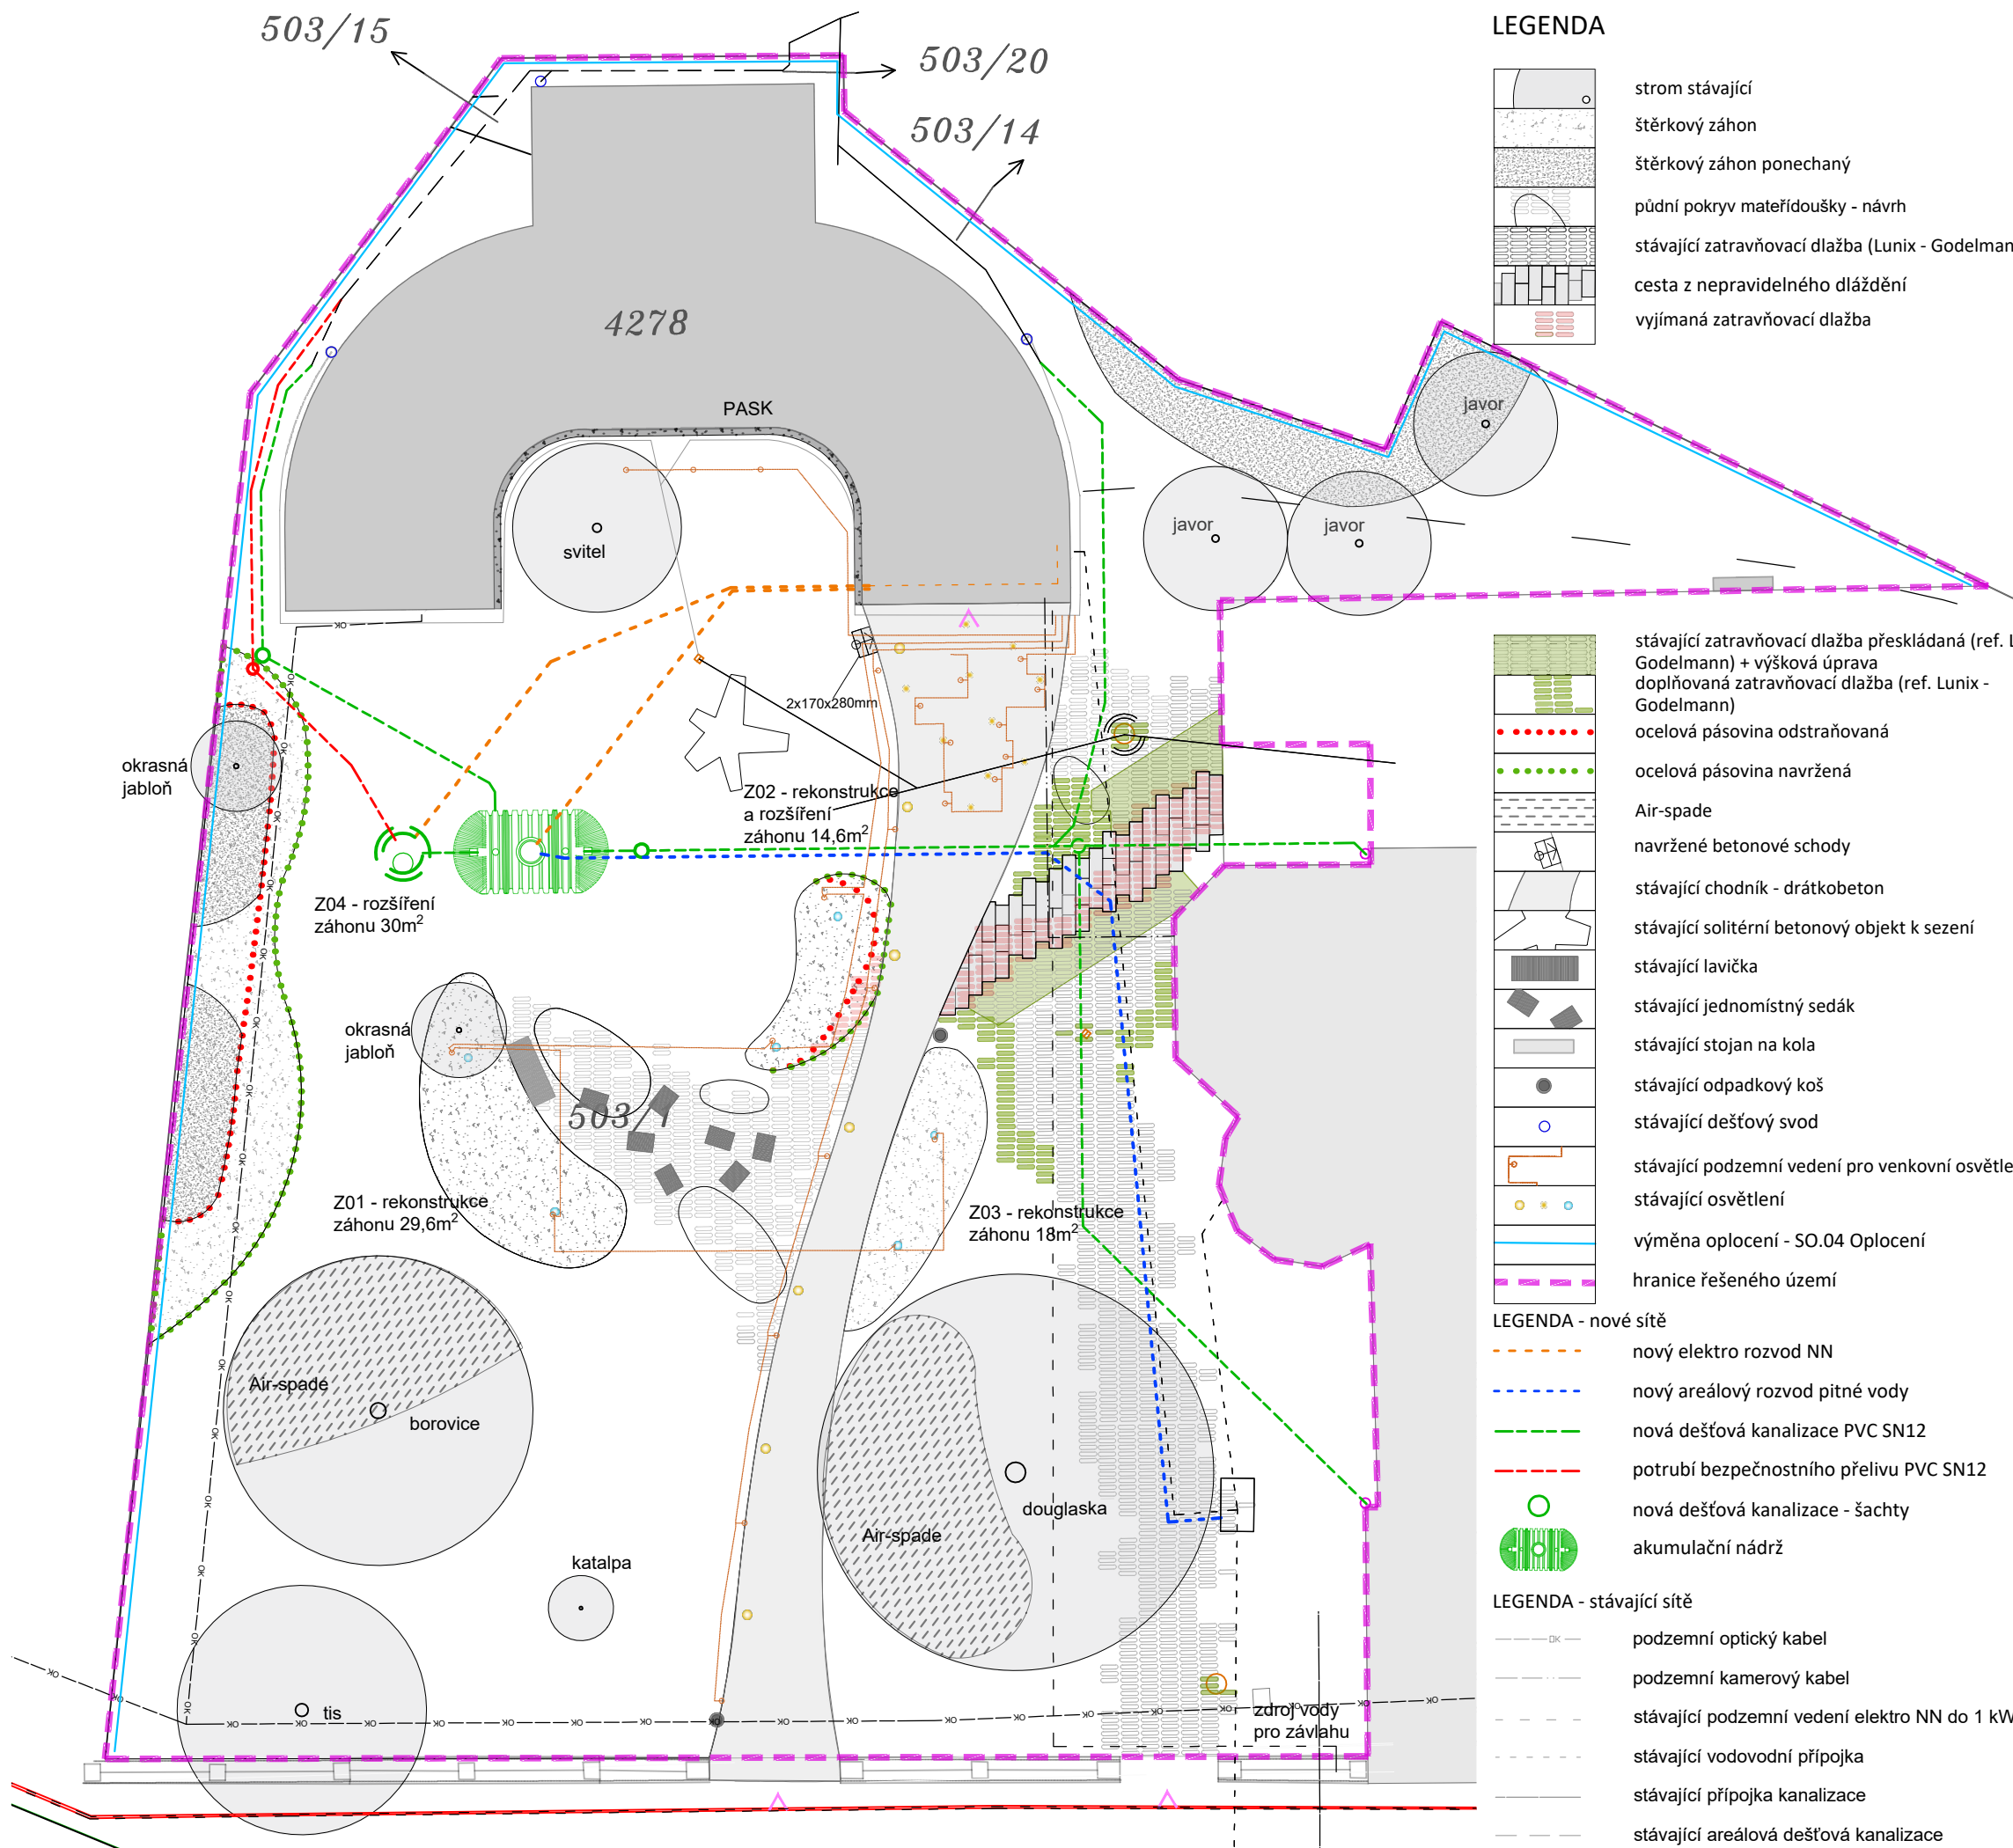 503/15
503/20
503/14
4278
PASK
svitel
javor
javor
javor
2x170x280mm
okrasná
jabloň
Z02 - rekonstrukce
a rozšíření
záhonu 14,6m²
Z04 - rozšíření
záhonu 30m²
okrasná
jabloň
503/1
Z01 - rekonstrukce
záhonu 29,6m²
Z03 - rekonstrukce
záhonu 18m²
Air-spade
borovice
douglaska
Air-spade
katalpa
tis
zdroj vody
pro závlahu
LEGENDA
strom stávající
štěrkový záhon
štěrkový záhon ponechaný
půdní pokryv mateřídoušky - návrh
stávající zatravňovací dlažba (Lunix - Godelman
cesta z nepravidelného dláždění
vyjímaná zatravňovací dlažba
stávající zatravňovací dlažba přeskládaná (ref. L
Godelmann) + výšková úprava
doplňovaná zatravňovací dlažba (ref. Lunix -
Godelmann)
ocelová pásovina odstraňovaná
ocelová pásovina navržená
Air-spade
navržené betonové schody
stávající chodník - drátkobeton
stávající solitérní betonový objekt k sezení
stávající lavička
stávající jednomístný sedák
stávající stojan na kola
stávající odpadkový koš
stávající dešťový svod
stávající podzemní vedení pro venkovní osvětle
stávající osvětlení
výměna oplocení - SO.04 Oplocení
hranice řešeného území
LEGENDA - nové sítě
nový elektro rozvod NN
nový areálový rozvod pitné vody
nová dešťová kanalizace PVC SN12
potrubí bezpečnostního přelivu PVC SN12
nová dešťová kanalizace - šachty
akumulační nádrž
LEGENDA - stávající sítě
podzemní optický kabel
podzemní kamerový kabel
stávající podzemní vedení elektro NN do 1 kW
stávající vodovodní přípojka
stávající přípojka kanalizace
stávající areálová dešťová kanalizace